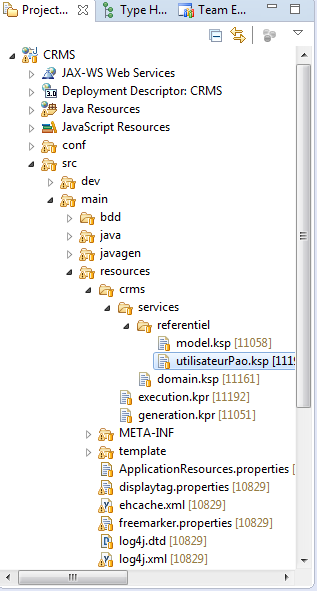 Project... Type H... Team E...
CRMS
JAX-WS Web Services
3.0 Deployment Descriptor: CRMS
Java Resources
JavaScript Resources
conf
src
dev
main
bdd
java
javagen
resources
crms
services
referentiel
model.ksp [11058]
utilisateurPao.ksp [1119
domain.ksp [11161]
execution.kpr [11192]
generation.kpr [11051]
META-INF
template
ApplicationResources.properties [
displaytag.properties [10829]
ehcache.xml [10829]
freemarker.properties [10829]
log4j.dtd [10829]
log4j.xml [10829]